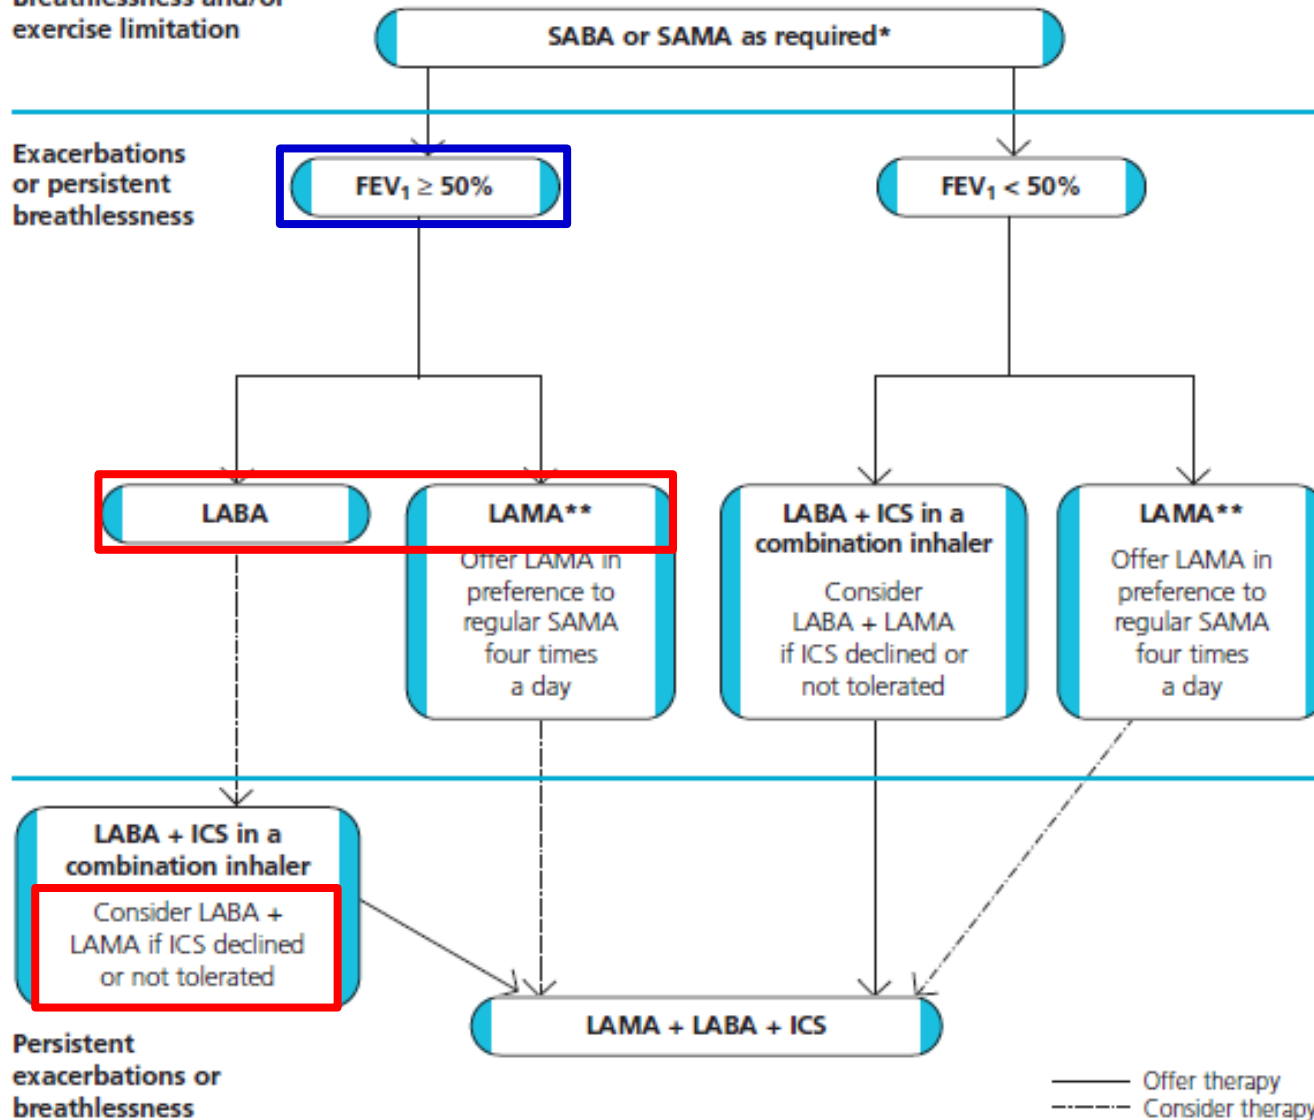 breathlessness and/or
exercise limitation
SABA or SAMA as required*
Exacerbations
or persistent
breathlessness
FEV₁ ≥ 50%
FEV₁ < 50%
LABA
LAMA**
Offer LAMA in
preference to
regular SAMA
four times
a day
LABA + ICS in a
combination inhaler
Consider
LABA + LAMA
if ICS declined or
not tolerated
LAMA**
Offer LAMA in
preference to
regular SAMA
four times
a day
LABA + ICS in a
combination inhaler
Consider LABA +
LAMA if ICS declined
or not tolerated
LAMA + LABA + ICS
Persistent
exacerbations or
breathlessness
Offer therapy
Consider therapy